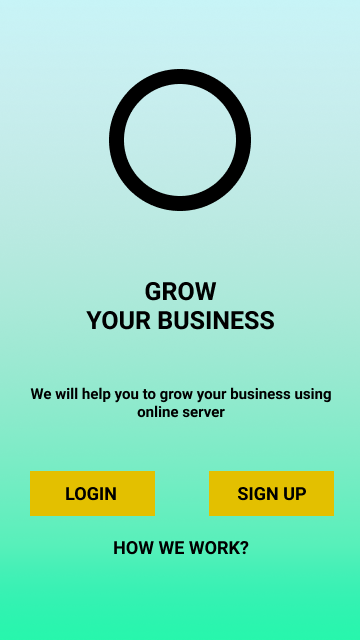 GROW
YOUR BUSINESS
We will help you to grow your business using
online server
LOGIN
SIGN UP
HOW WE WORK?